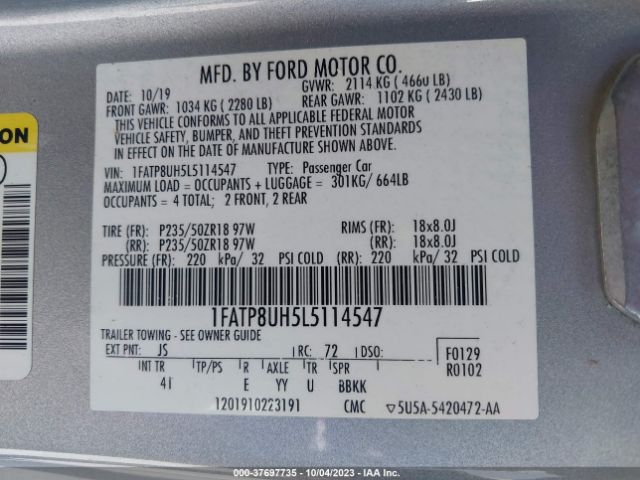 MFD. BY FORD MOTOR CO.
DATE: 10/19 GVWR: 2114 KG ( 4660 LB)
FRONT GAWR: 1034 KG ( 2280 LB) REAR GAWR: 1102 KG ( 2430 LB)
THIS VEHICLE CONFORMS TO ALL APPLICABLE FEDERAL MOTOR
VEHICLE SAFETY, BUMPER, AND THEFT PREVENTION STANDARDS
IN EFFECT ON THE DATE OF MANUFACTURE SHOWN ABOVE.
VIN: 1FATP8UH5L5114547 TYPE: Passenger Car
MAXIMUM LOAD = OCCUPANTS + LUGGAGE = 301KG/ 664LB
OCCUPANTS = 4 TOTAL; 2 FRONT, 2 REAR
TIRE (FR): P235/50ZR18 97W RIMS (FR): 18x8.0J
(RR): P235/50ZR18 97W (RR): 18x8.0J
PRESSURE (FR): 220 kPa/ 32 PSI COLD (RR): 220 kPa/ 32 PSI COLD
1FATP8UH5L5114547
TRAILER TOWING - SEE OWNER GUIDE
EXT PNT: JS RC: 72 DSO: F0129
INT TR TP/PS R AXLE TR SPR R0102
4I E YY U BBKK
1201910223191 CMC ▽5U5A-5420472-AA
ON
ID: 37697735 - 10/04/2023 - IAA Inc.